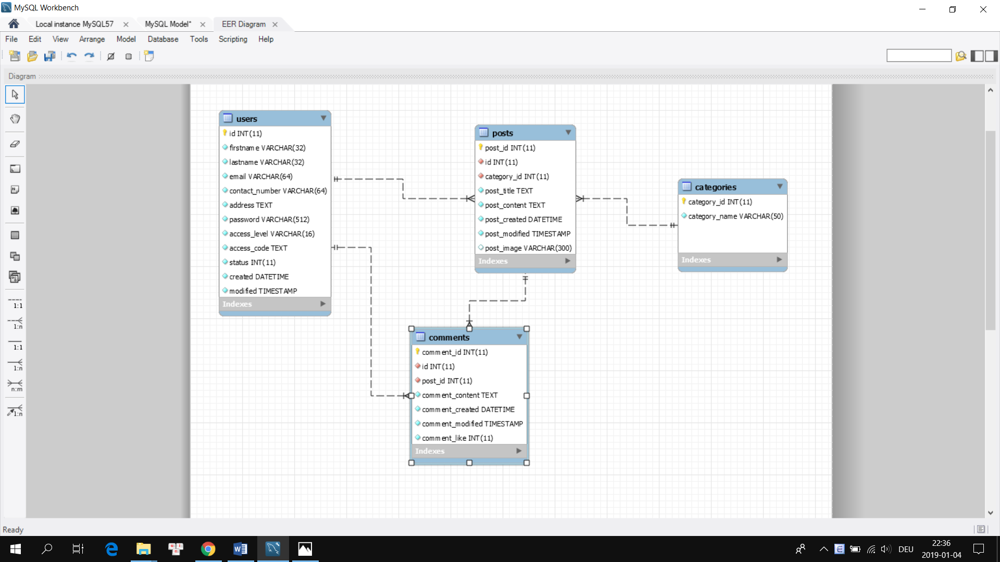 MySQL Workbench
Local instance MySQL57
MySQL Model*
EER Diagram
File Edit View Arrange Model Database Tools Scripting Help
Diagram
users
id INT(11)
firstname VARCHAR(32)
lastname VARCHAR(32)
email VARCHAR(64)
contact_number VARCHAR(64)
address TEXT
password VARCHAR(512)
access_level VARCHAR(16)
access_code TEXT
status INT(11)
created DATETIME
modified TIMESTAMP
Indexes
posts
post_id INT(11)
id INT(11)
category_id INT(11)
post_title TEXT
post_content TEXT
post_created DATETIME
post_modified TIMESTAMP
post_image VARCHAR(300)
Indexes
categories
category_id INT(11)
category_name VARCHAR(50)
Indexes
comments
comment_id INT(11)
id INT(11)
post_id INT(11)
comment_content TEXT
comment_created DATETIME
comment_modified TIMESTAMP
comment_like INT(11)
Indexes
1:1
1:n
1:1
1:n
n:m
1:n
Ready
DEU
22:36
2019-01-04